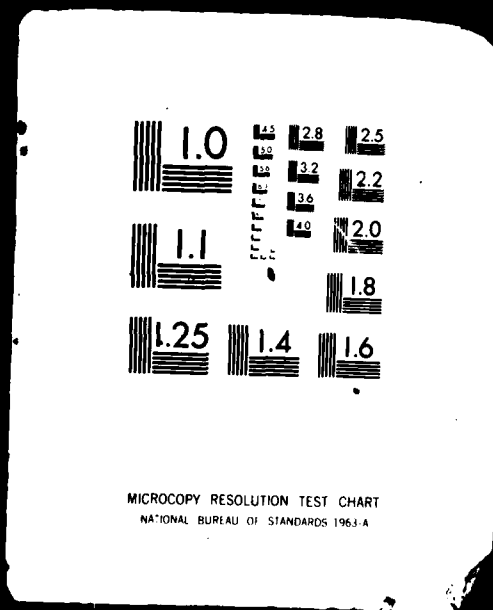 1.0
4.5 2.8 2.5
5.0
5.6 3.2 2.2
6.3
3.6
4.0 2.0
1.1
1.8
1.25 1.4 1.6
MICROCOPY RESOLUTION TEST CHART
NATIONAL BUREAU OF STANDARDS 1963-A